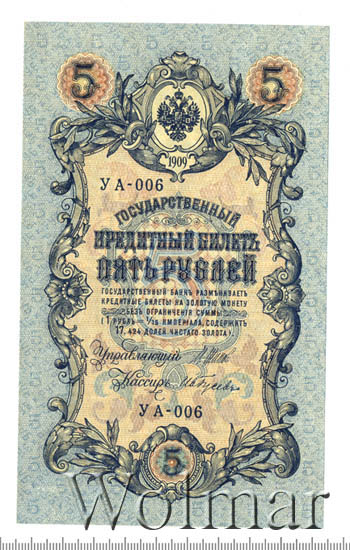 5 5
1909
УА-006
ГОСУДАРСТВЕННЫЙ
КРЕДИТНЫЙ БИЛЕТЪ
ПЯТЬ РУБЛЕЙ
ГОСУДАРСТВЕННЫЙ БАНКЪ РАЗМѢНИВАЕТЪ
КРЕДИТНЫЕ БИЛЕТЫ НА ЗОЛОТУЮ МОНЕТУ
БЕЗЪ ОГРАНИЧЕНІЯ СУММЫ
(1 РУБЛЬ = 1/15 ИМПЕРІАЛА, СОДЕРЖИТЪ
17,424 ДОЛЕЙ ЧИСТАГО ЗОЛОТА).
Управляющій
Кассиръ
УА-006
5
Wolmar